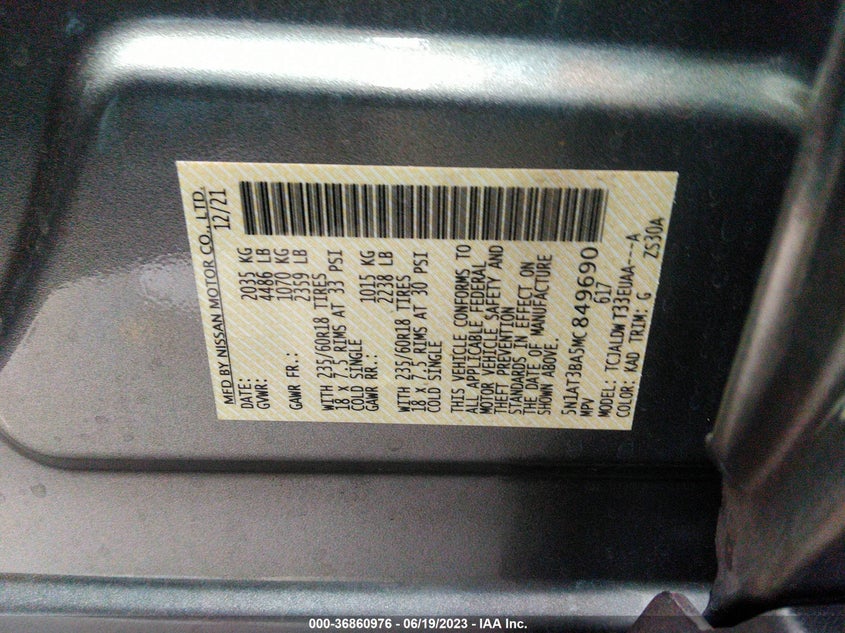 MFD BY NISSAN MOTOR CO., LTD.
DATE: 12/21
GVWR: 2035 KG
4486 LB
GAWR FR.: 1070 KG
2359 LB
WITH 235/60R18 TIRES
18 x 7.5 RIMS AT 33 PSI
COLD SINGLE
GAWR RR.: 1015 KG
2238 LB
WITH 235/60R18 TIRES
18 x 7.5 RIMS AT 30 PSI
COLD SINGLE
THIS VEHICLE CONFORMS TO
ALL APPLICABLE FEDERAL
MOTOR VEHICLE SAFETY AND
THEFT PREVENTION
STANDARDS IN EFFECT ON
THE DATE OF MANUFACTURE
SHOWN ABOVE.
5N1AT3BA5MC849690
MPV 617
MODEL: TCJALDW T33EUAA---A
COLOR: KAD TRIM: G ZS30A
000-36860976 - 06/19/2023 - IAA Inc.